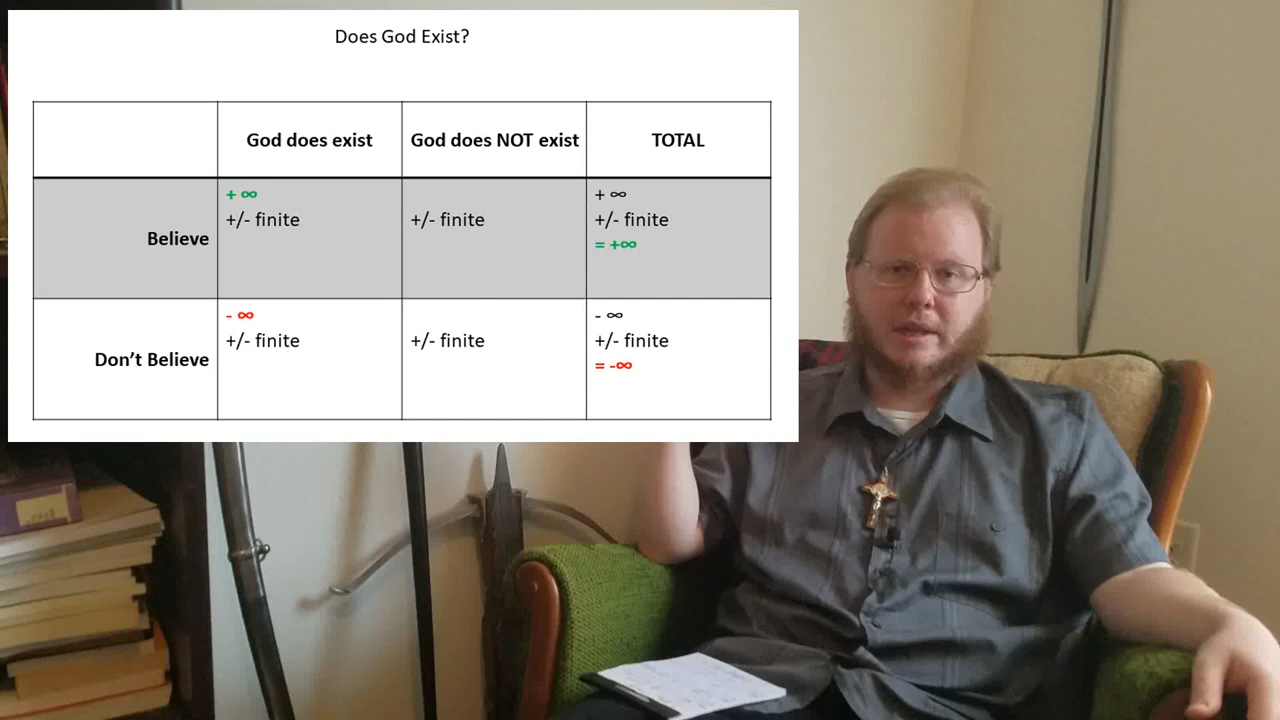 Does God Exist?
God does exist God does NOT exist TOTAL
Believe
+ ∞
+/- finite
+/- finite
+ ∞
+/- finite
= +∞
Don’t Believe
- ∞
+/- finite
+/- finite
- ∞
+/- finite
= -∞